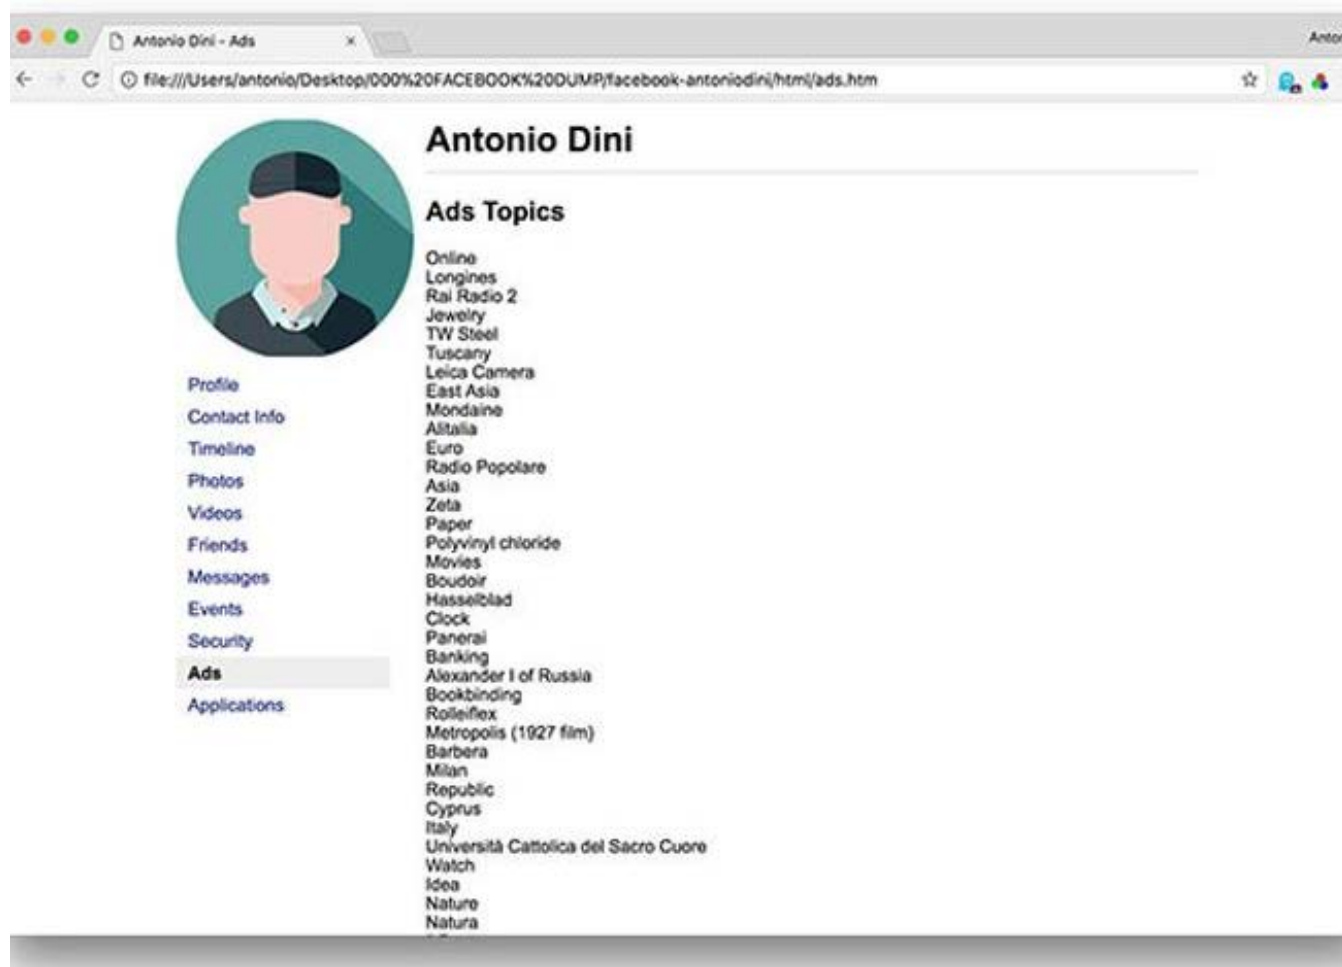 Antonio Dini - Ads
Anton
file:///Users/antonio/Desktop/000%20FACEBOOK%20DUMP/facebook-antoniodini/html/ads.htm
Antonio Dini
Ads Topics
Online
Longines
Rai Radio 2
Jewelry
TW Steel
Tuscany
Leica Camera
East Asia
Mondaine
Alitalia
Euro
Radio Popolare
Asia
Zeta
Paper
Polyvinyl chloride
Movies
Boudoir
Hasselblad
Clock
Panerai
Banking
Alexander I of Russia
Bookbinding
Rolleiflex
Metropolis (1927 film)
Barbera
Milan
Republic
Cyprus
Italy
Università Cattolica del Sacro Cuore
Watch
Idea
Nature
Natura
Profile
Contact Info
Timeline
Photos
Videos
Friends
Messages
Events
Security
Ads
Applications